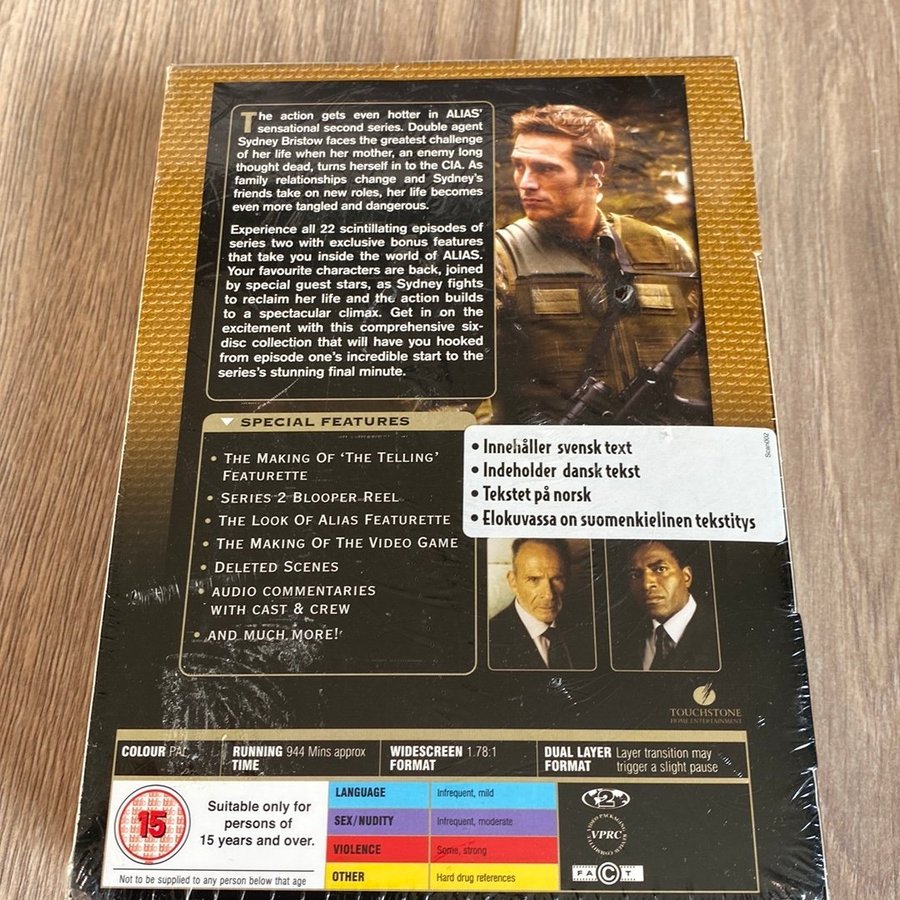 The action gets even hotter in ALIAS'
sensational second series. Double agent
Sydney Bristow faces the greatest challenge
of her life when her mother, an enemy long
thought dead, turns herself in to the CIA. As
family relationships change and Sydney's
friends take on new roles, her life becomes
even more tangled and dangerous.
Experience all 22 scintillating episodes of
series two with exclusive bonus features
that take you inside the world of ALIAS.
Your favourite characters are back, joined
by special guest stars, as Sydney fights
to reclaim her life and the action builds
to a spectacular climax. Get in on the
excitement with this comprehensive six-
disc collection that will have you hooked
from episode one's incredible start to the
series's stunning final minute.
SPECIAL FEATURES
• THE MAKING OF 'THE TELLING'
FEATURETTE
• SERIES 2 BLOOPER REEL
• THE LOOK OF ALIAS FEATURETTE
• THE MAKING OF THE VIDEO GAME
• DELETED SCENES
• AUDIO COMMENTARIES
WITH CAST & CREW
• AND MUCH MORE!
• Innehåller svensk text
• Indeholder dansk tekst
• Tekstet på norsk
• Elokuvassa on suomenkielinen tekstitys
Scan002
TOUCHSTONE
HOME ENTERTAINMENT
COLOUR PAL
RUNNING TIME 944 Mins approx
WIDESCREEN FORMAT 1.78:1
DUAL LAYER FORMAT Layer transition may
trigger a slight pause
15
Suitable only for
persons of
15 years and over.
Not to be supplied to any person below that age
LANGUAGE Infrequent, mild
SEX/NUDITY Infrequent, moderate
VIOLENCE Some, strong
OTHER Hard drug references
2
VPRC
FACT